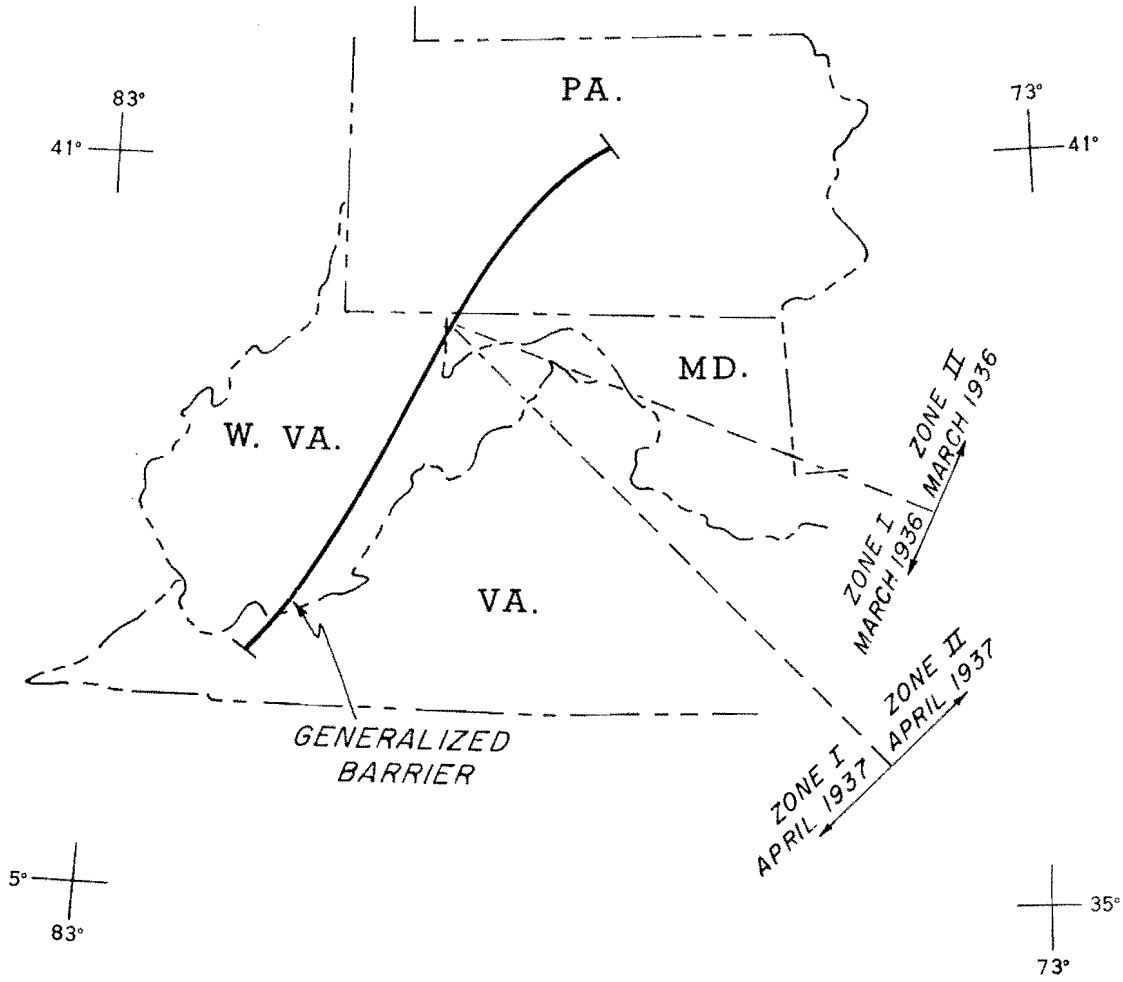 PA.
83°
41°
73°
41°
MD.
W. VA.
ZONE II
MARCH 1936
ZONE I
MARCH 1936
VA.
ZONE II
APRIL 1937
GENERALIZED
BARRIER
ZONE I
APRIL 1937
5°
83°
35°
73°